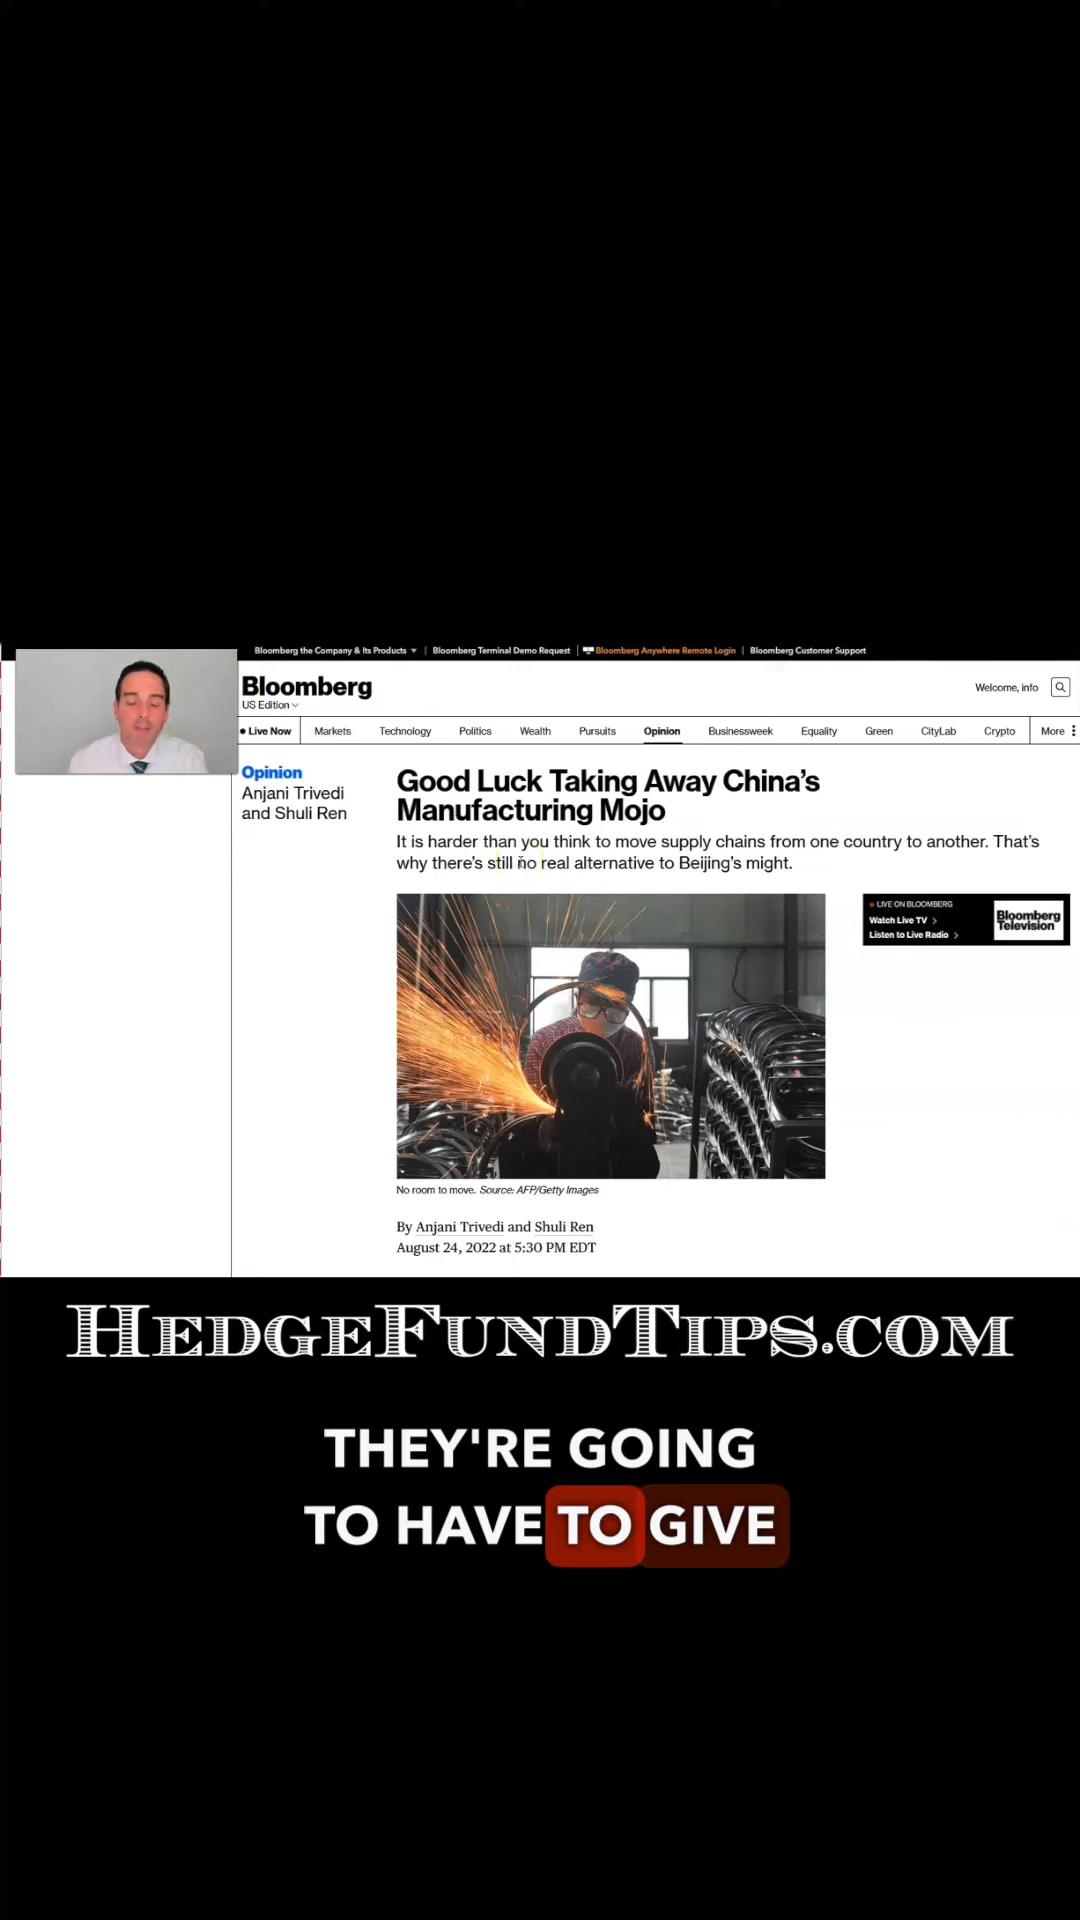 Bloomberg the Company & Its Products
Bloomberg Terminal Demo Request
Bloomberg Anywhere Remote Login
Bloomberg Customer Support
Bloomberg
US Edition
Welcome, info
Live Now
Markets
Technology
Politics
Wealth
Pursuits
Opinion
Businessweek
Equality
Green
CityLab
Crypto
More
Opinion
Anjani Trivedi
and Shuli Ren
Good Luck Taking Away China's
Manufacturing Mojo
It is harder than you think to move supply chains from one country to another. That's
why there's still no real alternative to Beijing's might.
LIVE ON BLOOMBERG
Watch Live TV
Listen to Live Radio
Bloomberg
Television
No room to move. Source: AFP/Getty Images
By Anjani Trivedi and Shuli Ren
August 24, 2022 at 5:30 PM EDT
HEDGEFUNDTIPS.COM
THEY'RE GOING
TO HAVE TO GIVE